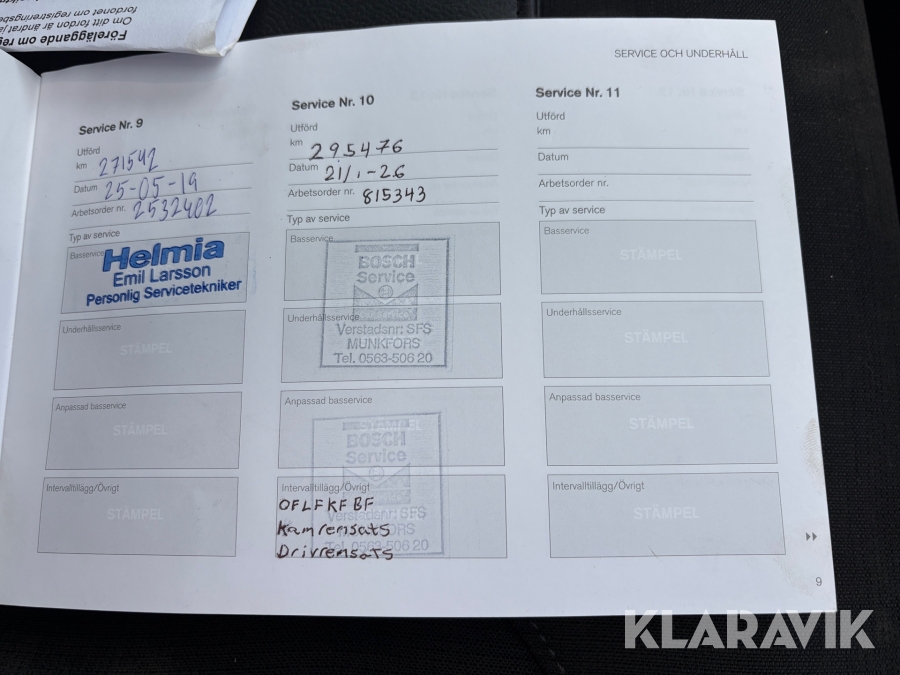 Föreläggande om reg
Om ditt fordon är ändrat jä
SERVICE OCH UNDERHÅLL
Service Nr. 9
Utförd
km 271542
Datum 25-05-19
Arbetsorder nr. 2532402
Typ av service
Basservice
Helmia
Emil Larsson
Personlig Servicetekniker
Underhållsservice
STÄMPEL
Anpassad basservice
STÄMPEL
Intervalltillägg/Övrigt
STÄMPEL
Service Nr. 10
Utförd
km 295476
Datum 21/1-26
Arbetsorder nr. 815343
Typ av service
Basservice
BOSCH
Service
Underhållsservice
Verstadsnr: SFS
MUNKFORS
Tel. 0563-506 20
Anpassad basservice
BOSCH
Service
Intervalltillägg/Övrigt
OFLFKFBF
Verstadsnr: SFS
Kamremsats
MUNKFORS
Drivremsats
Tel. 0563-506 20
Service Nr. 11
Utförd
km
Datum
Arbetsorder nr.
Typ av service
Basservice
STÄMPEL
Underhållsservice
STÄMPEL
Anpassad basservice
STÄMPEL
Intervalltillägg/Övrigt
STÄMPEL
9
KLARAVIK